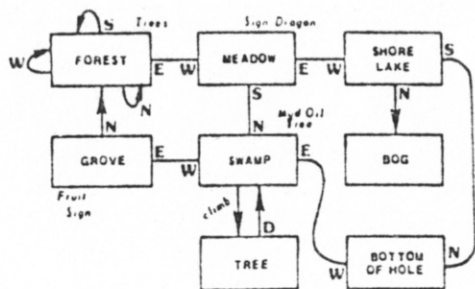 S Trees Sign Dragon
W FOREST E W MEADOW E W SHORE LAKE S
N S N
N N Mud Oil Tree
GROVE E W SWAMP E BOG
Fruit Sign
climb D
TREE W BOTTOM OF HOLE N